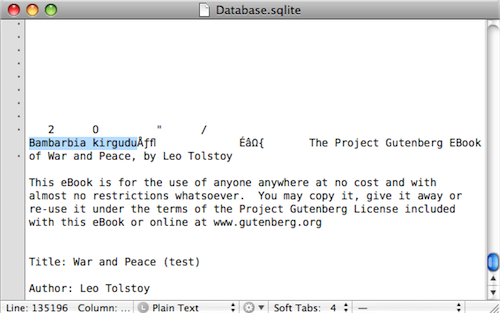 Database.sqlite
2 O " /
Bambarbia kirguduÅƒﬂ ÉâΩ{ The Project Gutenberg EBook
of War and Peace, by Leo Tolstoy
This eBook is for the use of anyone anywhere at no cost and with
almost no restrictions whatsoever. You may copy it, give it away or
re-use it under the terms of the Project Gutenberg License included
with this eBook or online at www.gutenberg.org
Title: War and Peace (test)
Author: Leo Tolstoy
Line: 135196 Column: … L Plain Text Soft Tabs: 4 —